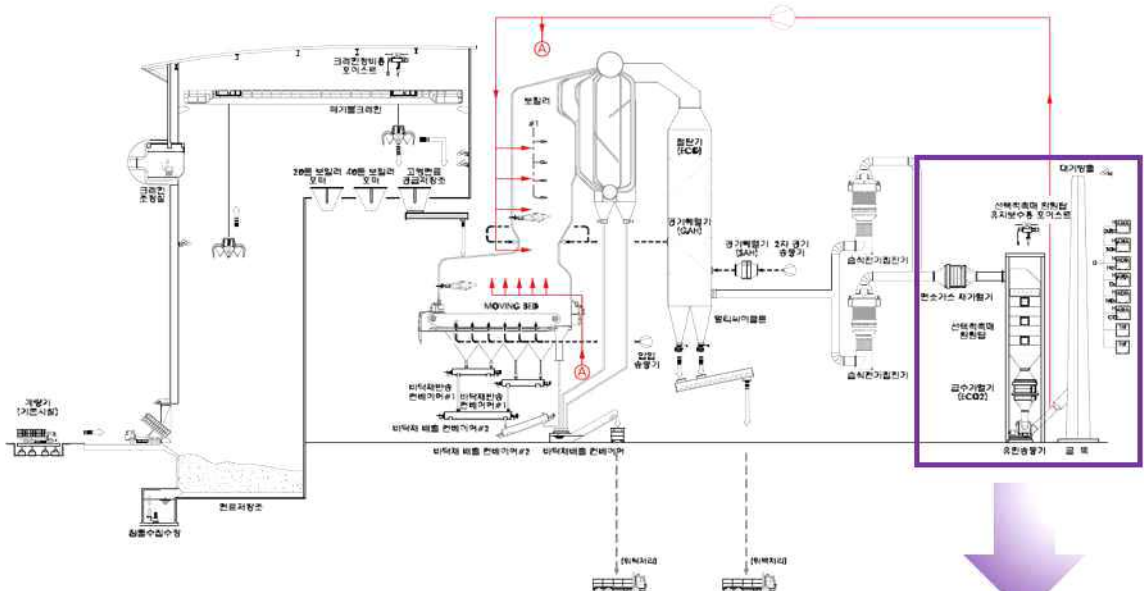 크레인정비용
호이스트
폐기물크레인
크레인
조정실
20톤 보일러
호퍼
40톤 보일러
호퍼
고형연료
공급저장조
계량기
(기존시설)
연료저장조
침출수집수정
A
보일러
#1
MOVING BED
바닥재반송
컨베이어#1
바닥재반송
컨베이어#1
바닥재 배출 컨베이어#2
바닥재 배출 컨베이어#2
바닥재배출 컨베이어
A
압입
송풍기
절탄기
(ECO)
공기예열기
(GAH)
공기예열기
(SAH)
2차 공기
송풍기
멀티싸이클론
습식전기집진기
습식전기집진기
연소가스 재가열기
선택적촉매 환원탑
유지보수용 호이스트
선택적촉매
환원탑
급수가열기
(ECO2)
유인송풍기
굴 뚝
대기방출
(위탁처리)
(위탁처리)